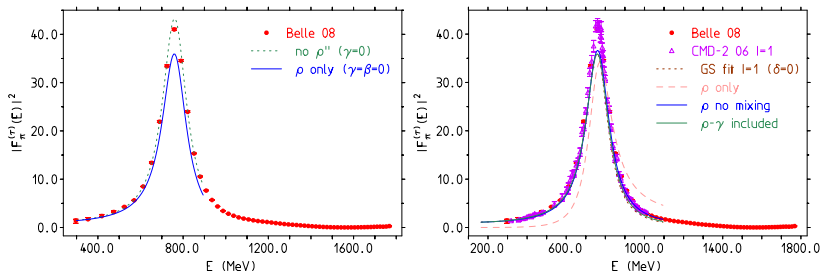 40.0
30.0
20.0
10.0
0.0
|F_π^(τ)(E)|^2
Belle 08
no ρ'' (γ=0)
ρ only (γ=β=0)
400.0 800.0 1200.0 1600.0
E (MeV)
40.0
30.0
20.0
10.0
0.0
|F_π^(τ)(E)|^2
Belle 08
CMD-2 06 I=1
GS fit I=1 (δ=0)
ρ only
ρ no mixing
ρ-γ included
200.0 600.0 1000.0 1400.0 1800.0
E (MeV)